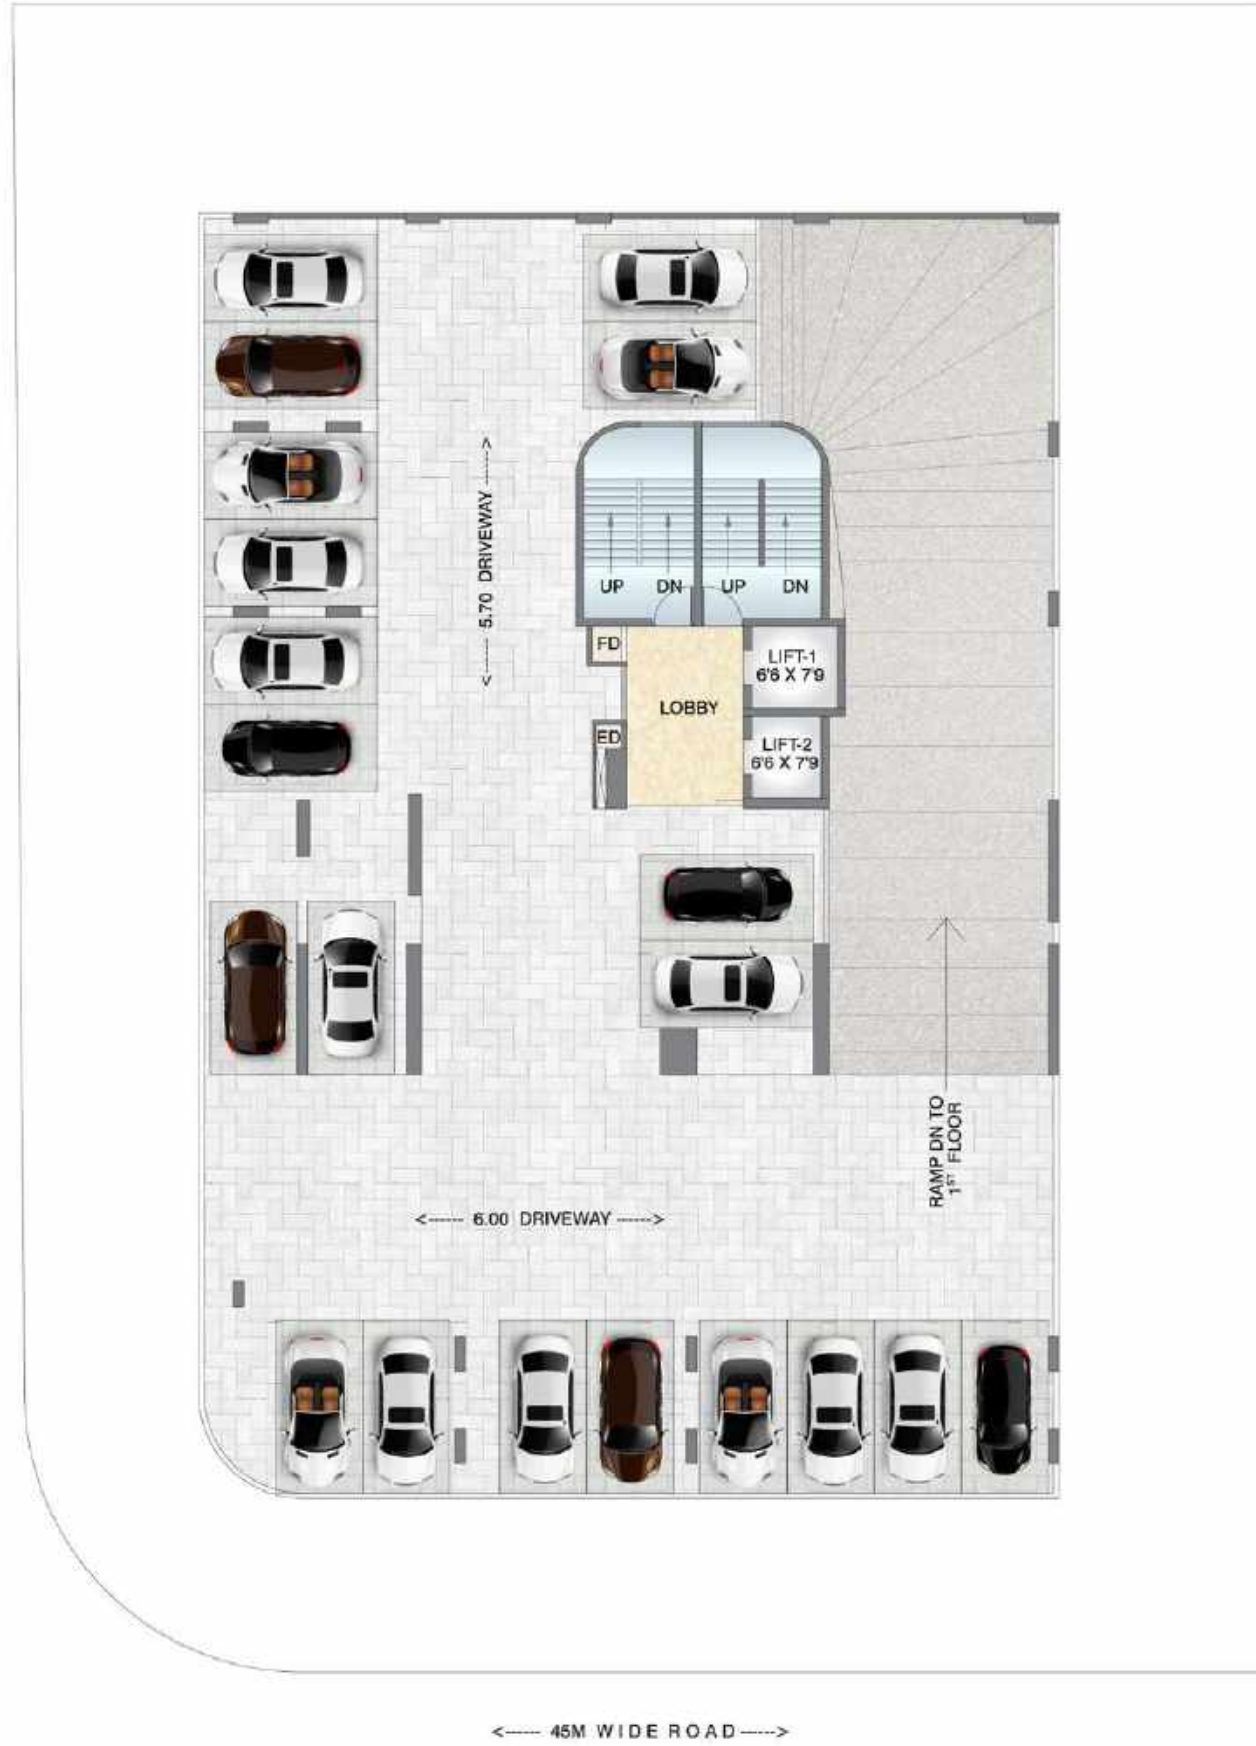 <------ 5.70 DRIVEWAY ------>
UP
DN
UP
DN
FD
LIFT-1
6'6 X 7'9
LOBBY
ED
LIFT-2
6'6 X 7'9
RAMP DN TO
1ST FLOOR
<------ 6.00 DRIVEWAY ------>
<------ 45M WIDE ROAD ------>